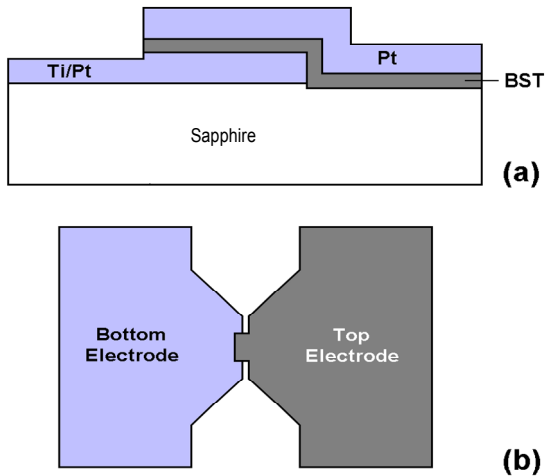 Ti/Pt
Pt
BST
Sapphire
(a)
Bottom
Electrode
Top
Electrode
(b)